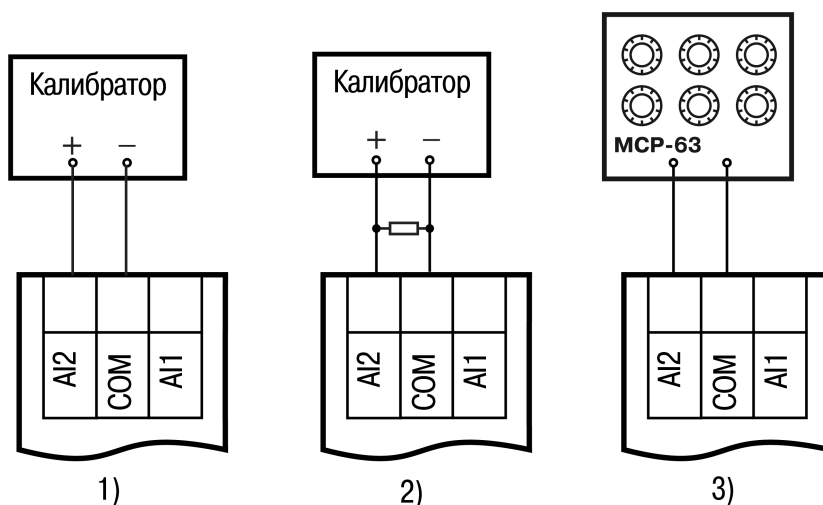 Калибратор
+ −
AI2
COM
AI1
1)
Калибратор
+ −
AI2
COM
AI1
2)
МСР-63
AI2
COM
AI1
3)